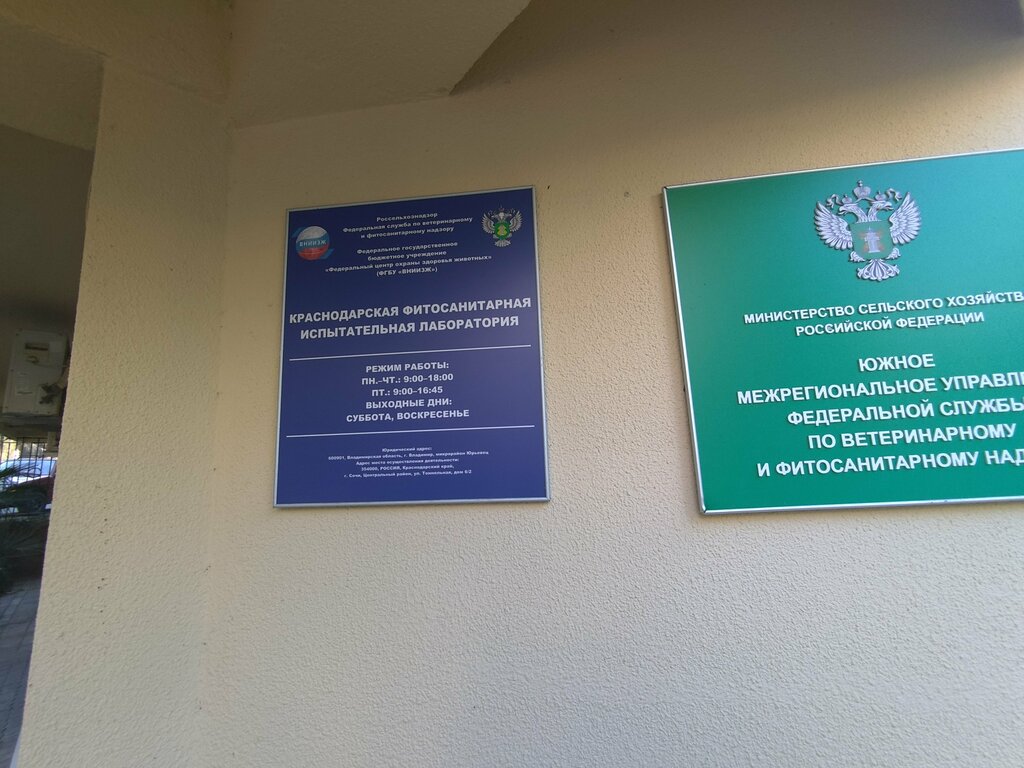 Россельхознадзор
Федеральная служба по ветеринарному
и фитосанитарному надзору
ВНИИЗЖ
Федеральное государственное
бюджетное учреждение
«Федеральный центр охраны здоровья животных»
(ФГБУ «ВНИИЗЖ»)
КРАСНОДАРСКАЯ ФИТОСАНИТАРНАЯ
ИСПЫТАТЕЛЬНАЯ ЛАБОРАТОРИЯ
РЕЖИМ РАБОТЫ:
ПН.–ЧТ.: 9:00–18:00
ПТ.: 9:00–16:45
ВЫХОДНЫЕ ДНИ:
СУББОТА, ВОСКРЕСЕНЬЕ
Юридический адрес:
600901, Владимирская область, г. Владимир, микрорайон Юрьевец
Адрес места осуществления деятельности:
354000, РОССИЯ, Краснодарский край,
г. Сочи, Центральный район, ул. Тоннельная, дом 6/2
МИНИСТЕРСТВО СЕЛЬСКОГО ХОЗЯЙСТВА
РОССИЙСКОЙ ФЕДЕРАЦИИ
ЮЖНОЕ
МЕЖРЕГИОНАЛЬНОЕ УПРАВЛЕ
ФЕДЕРАЛЬНОЙ СЛУЖБЫ
ПО ВЕТЕРИНАРНОМУ
И ФИТОСАНИТАРНОМУ НАД